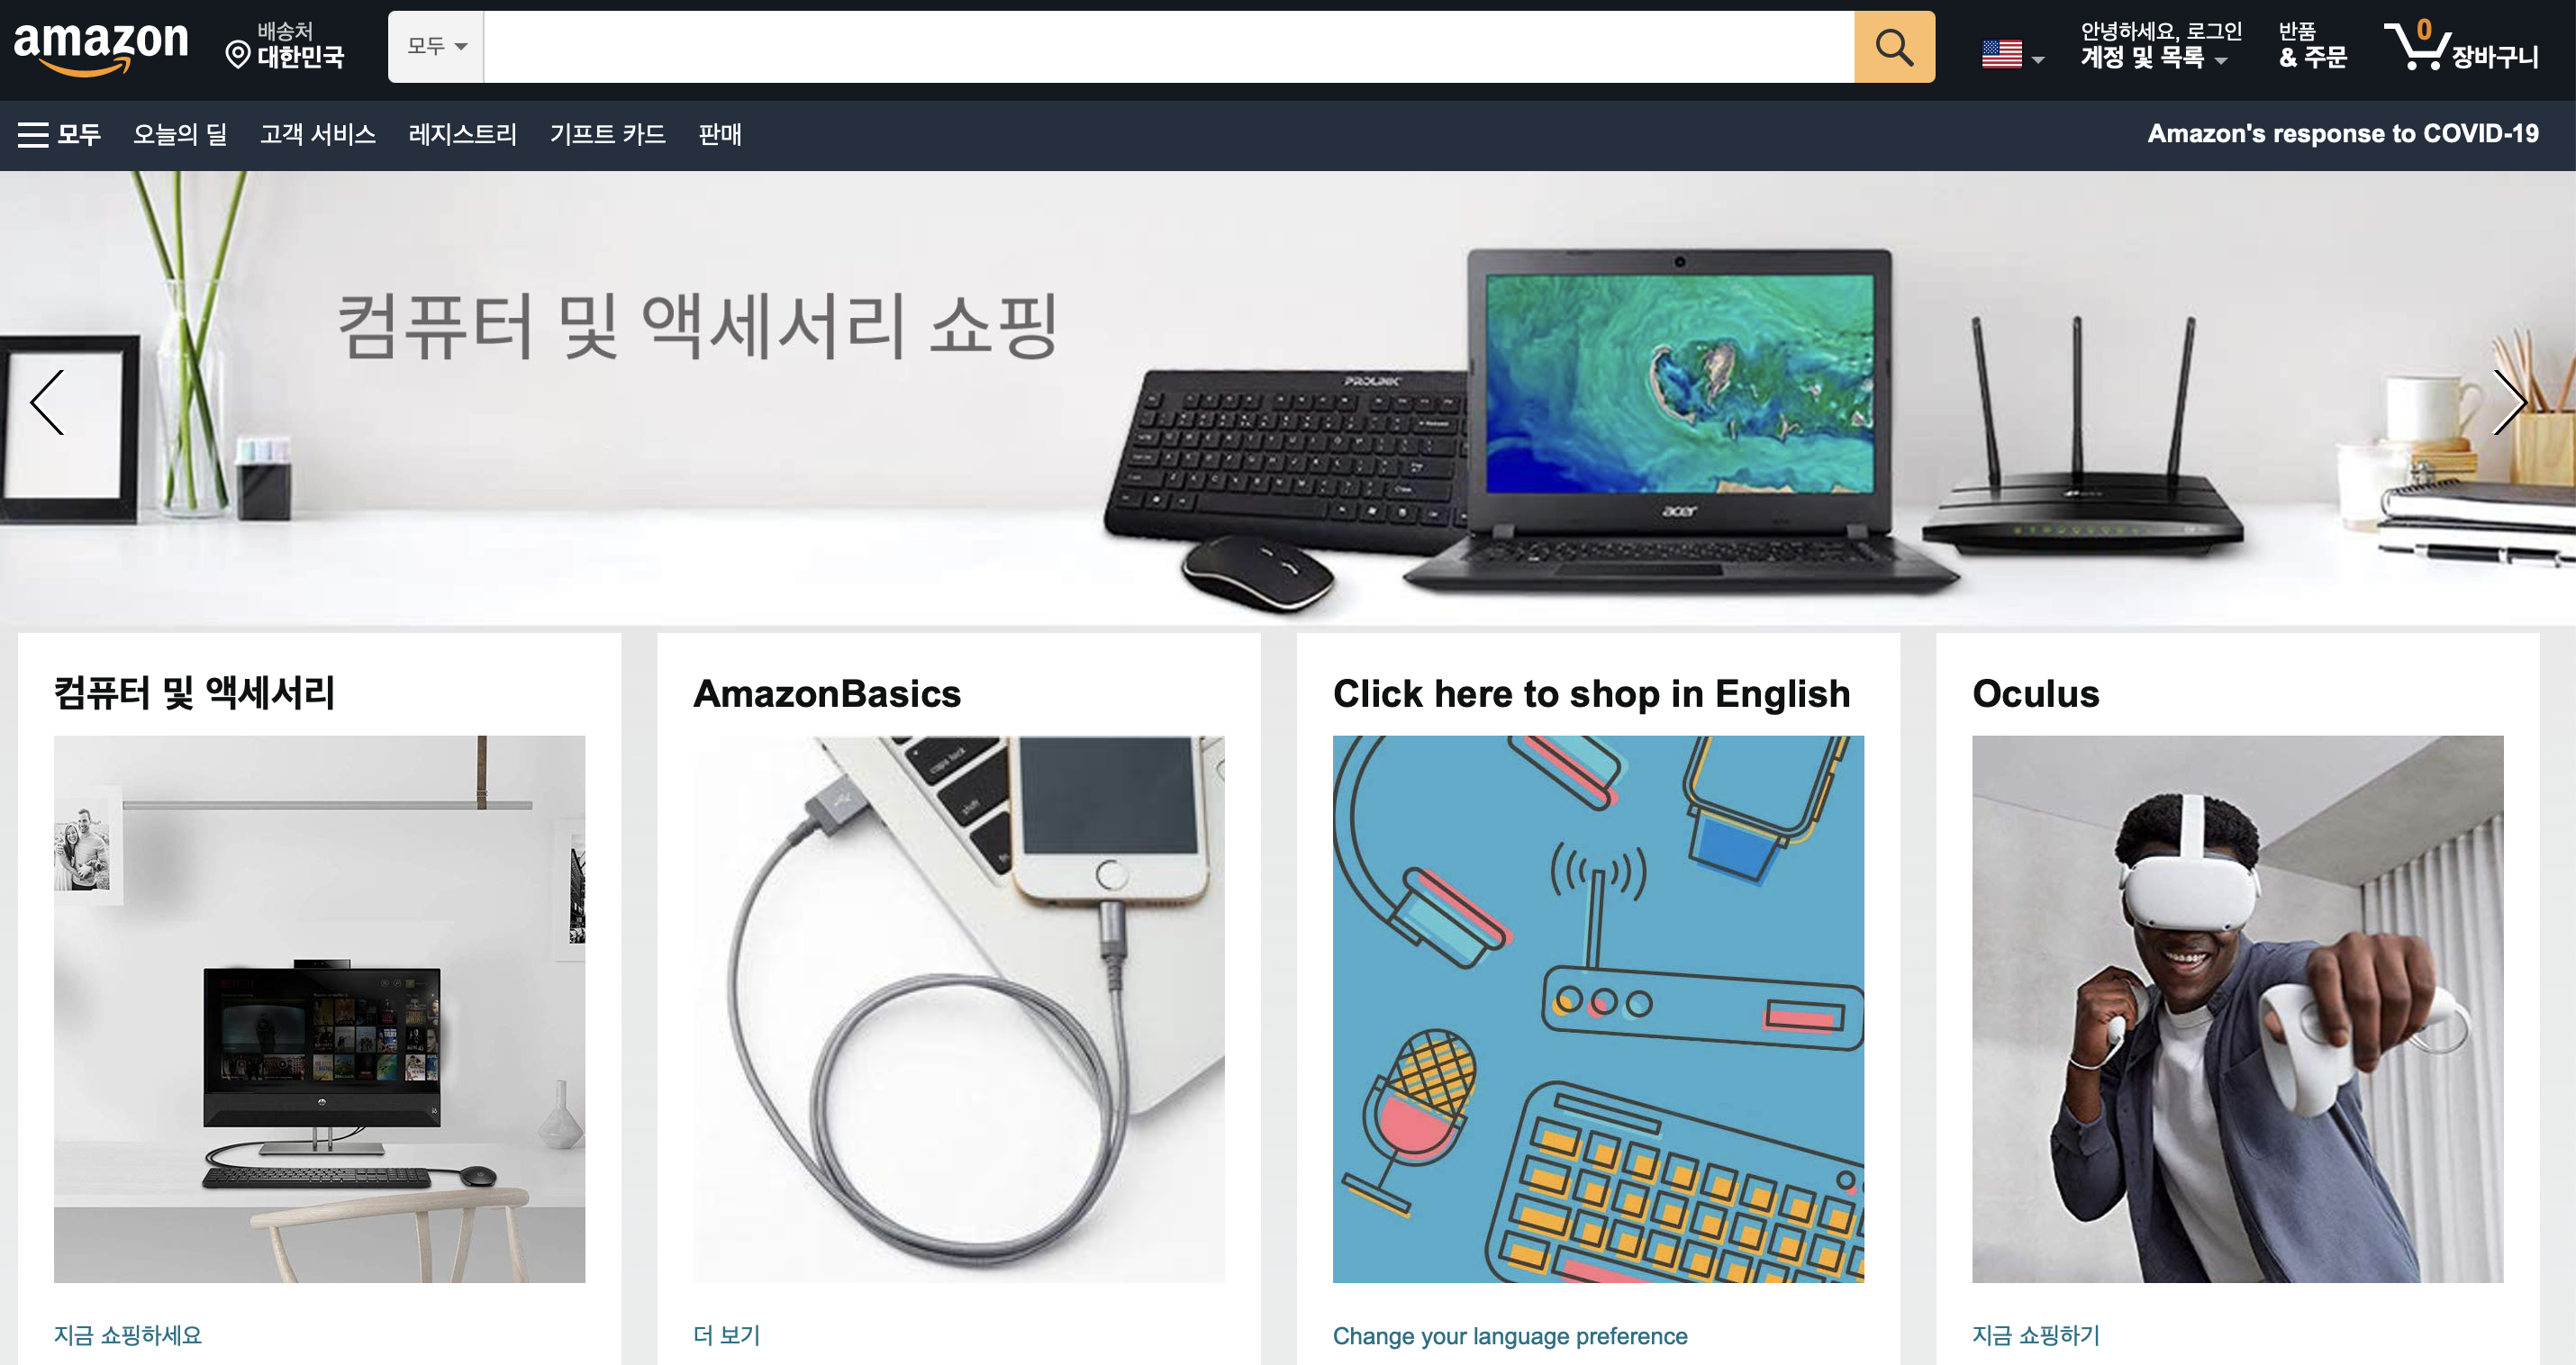 amazon
배송처
대한민국
모두
안녕하세요, 로그인
계정 및 목록
반품
& 주문
0
장바구니
모두
오늘의 딜
고객 서비스
레지스트리
기프트 카드
판매
Amazon's response to COVID-19
컴퓨터 및 액세서리 쇼핑
PROLINK
acer
컴퓨터 및 액세서리
AmazonBasics
Click here to shop in English
Oculus
caps lock
shift
지금 쇼핑하세요
더 보기
Change your language preference
지금 쇼핑하기